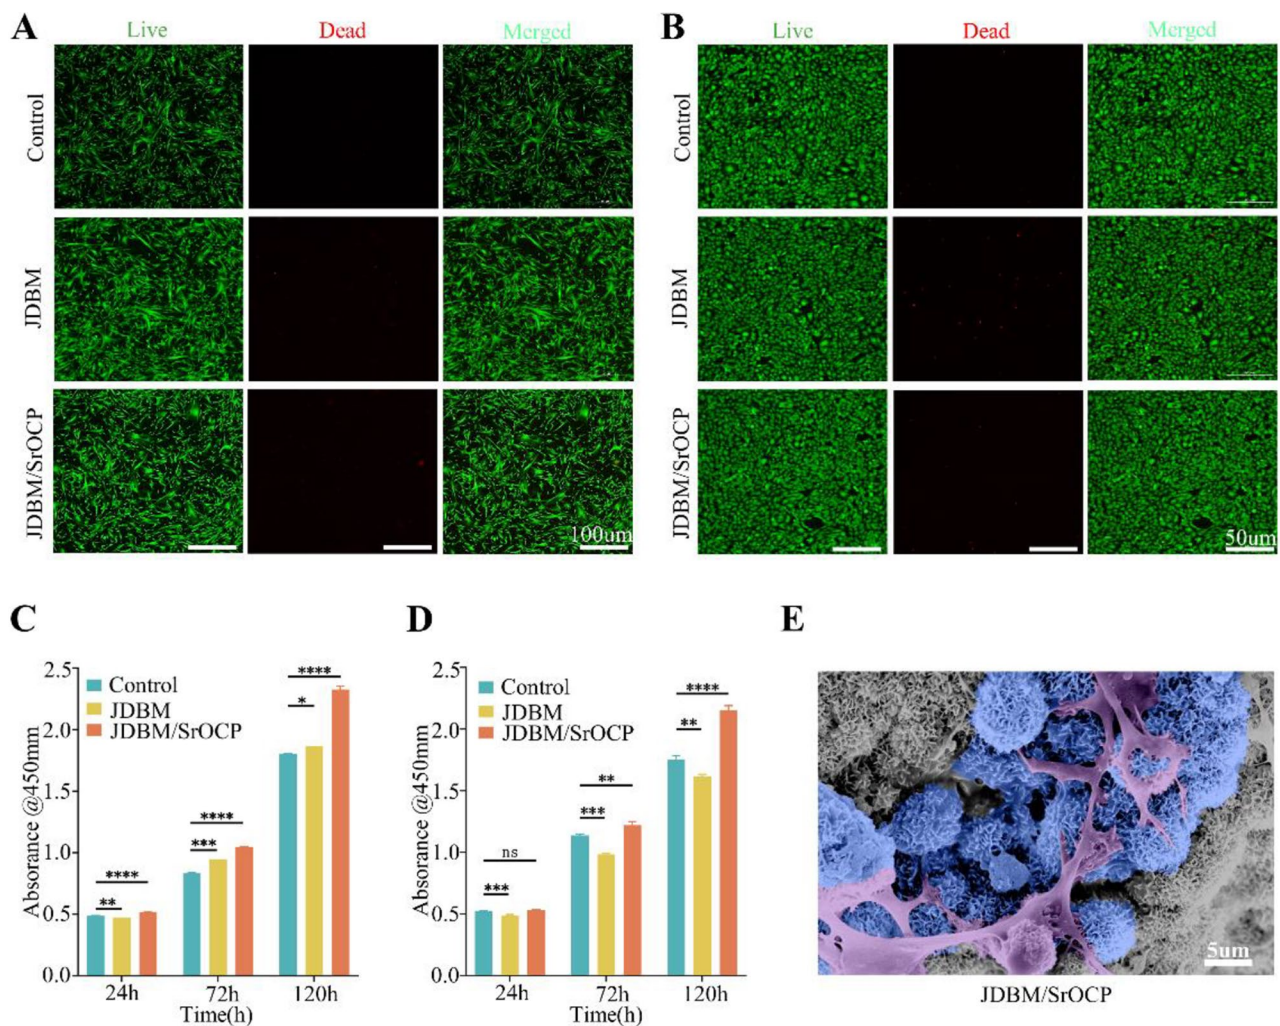 A
Live
Dead
Merged
Control
JDBM
JDBM/SrOCP
100um
B
Live
Dead
Merged
Control
JDBM
JDBM/SrOCP
50um
C
Absorance @450mm
2.5
2.0
1.5
1.0
0.5
0.0
Control
JDBM
JDBM/SrOCP
**
****
***
****
*
****
24h
72h
120h
Time(h)
D
Absorance @450mm
2.5
2.0
1.5
1.0
0.5
0.0
Control
JDBM
JDBM/SrOCP
***
ns
***
**
**
****
24h
72h
120h
Time(h)
E
5um
JDBM/SrOCP